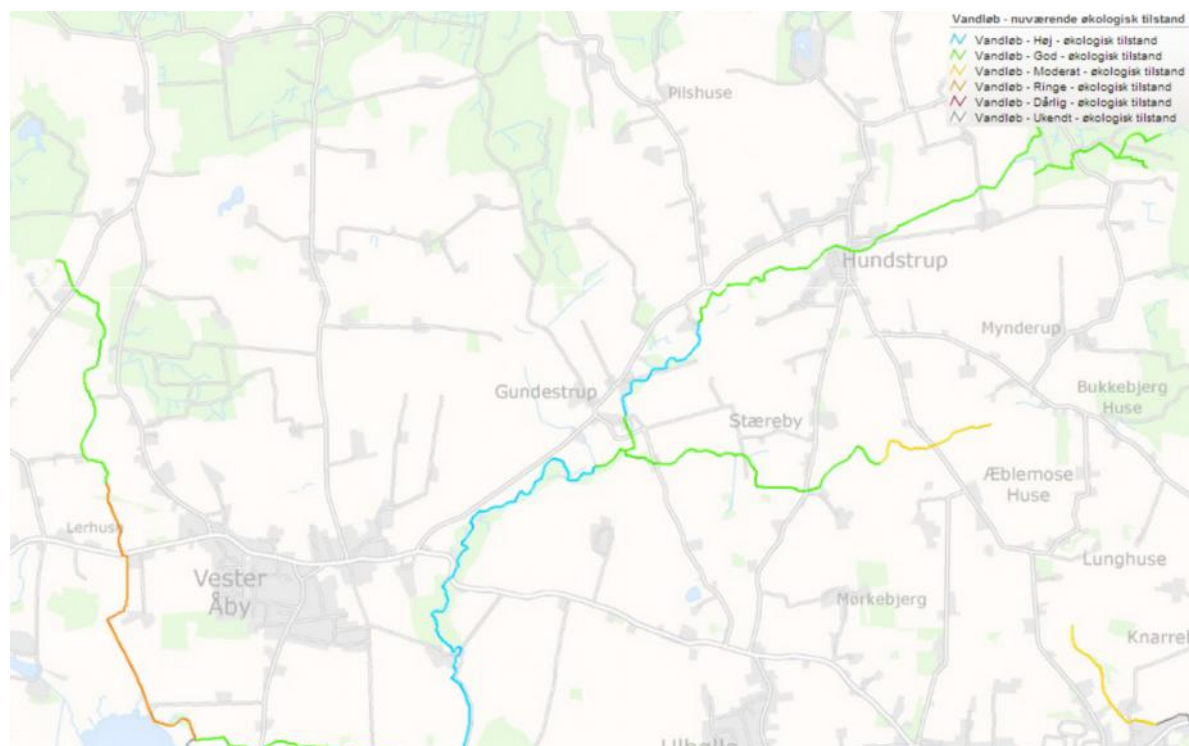 Vandløb - nuværende økologisk tilstand
Vandløb - Høj - økologisk tilstand
Vandløb - God - økologisk tilstand
Vandløb - Moderat - økologisk tilstand
Vandløb - Ringe - økologisk tilstand
Vandløb - Dårlig - økologisk tilstand
Vandløb - Ukendt - økologisk tilstand
Pilshuse
Hundstrup
Mynderup
Gundestrup
Bukkebjerg
Huse
Stæreby
Æblemose
Huse
Lerhuse
Lunghuse
Vester
Åby
Mørkebjerg
Knarrel